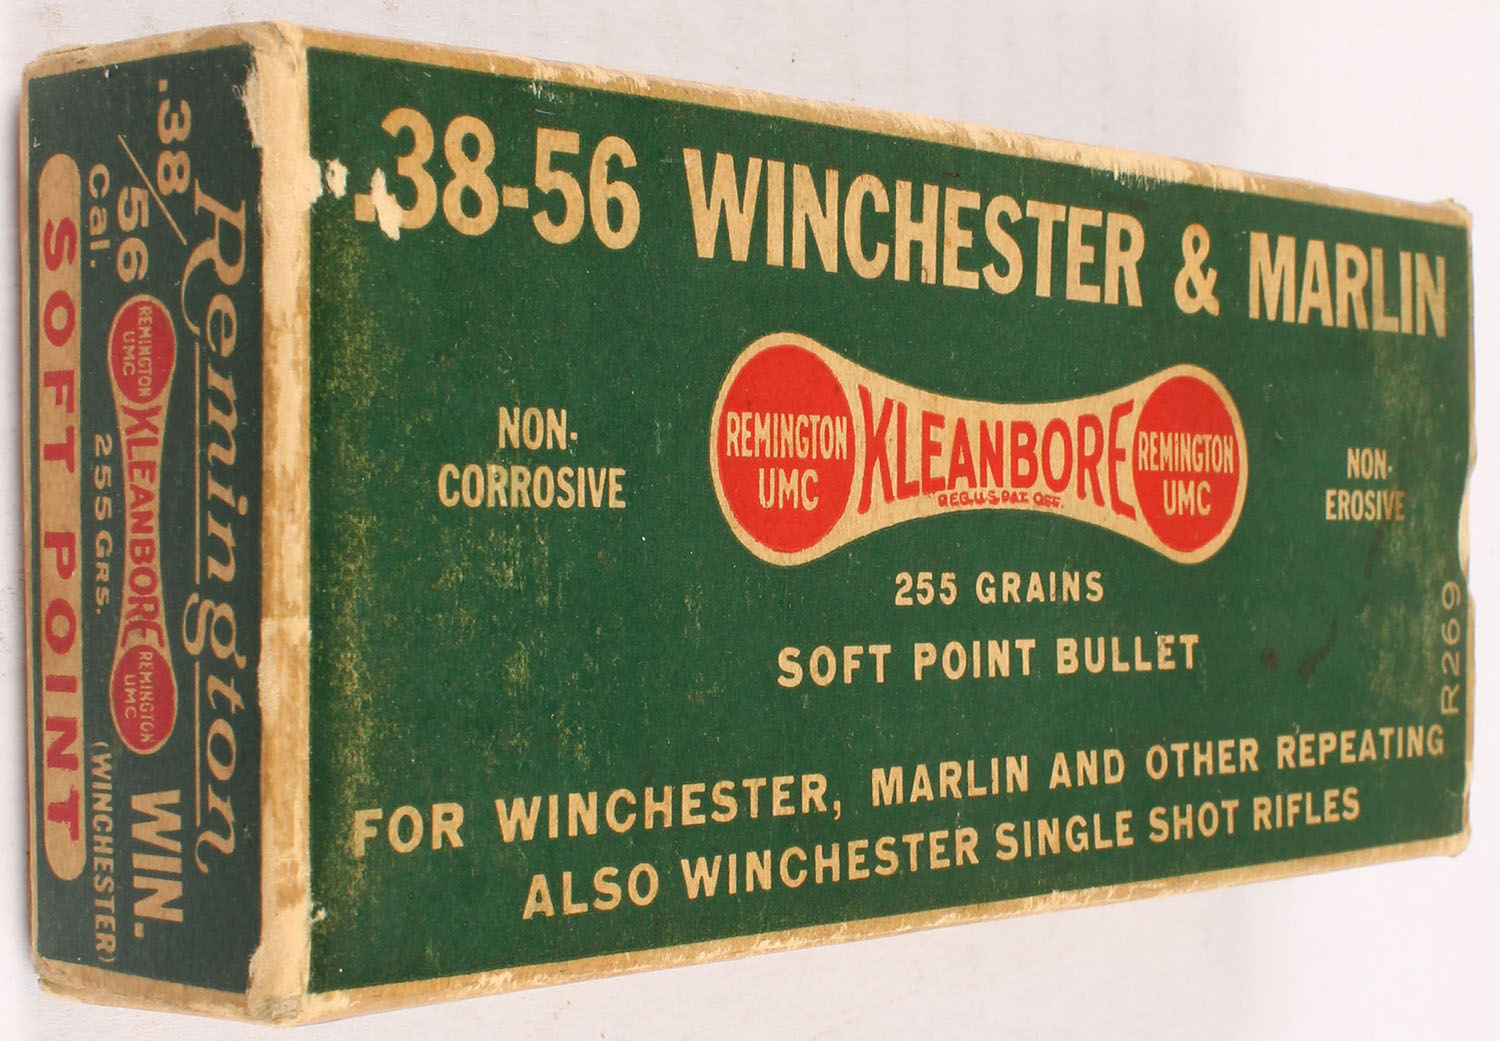 .38-56 WINCHESTER & MARLIN
NON-
CORROSIVE
REMINGTON
UMC
KLEANBORE
REG. U.S. PAT. OFF.
REMINGTON
UMC
NON-
EROSIVE
255 GRAINS
SOFT POINT BULLET
FOR WINCHESTER, MARLIN AND OTHER REPEATING
ALSO WINCHESTER SINGLE SHOT RIFLES
R269
Remington
.38/56 WIN.
Cal.
REMINGTON
UMC
KLEANBORE
REMINGTON
UMC
255 GRS.
(WINCHESTER)
SOFT POINT